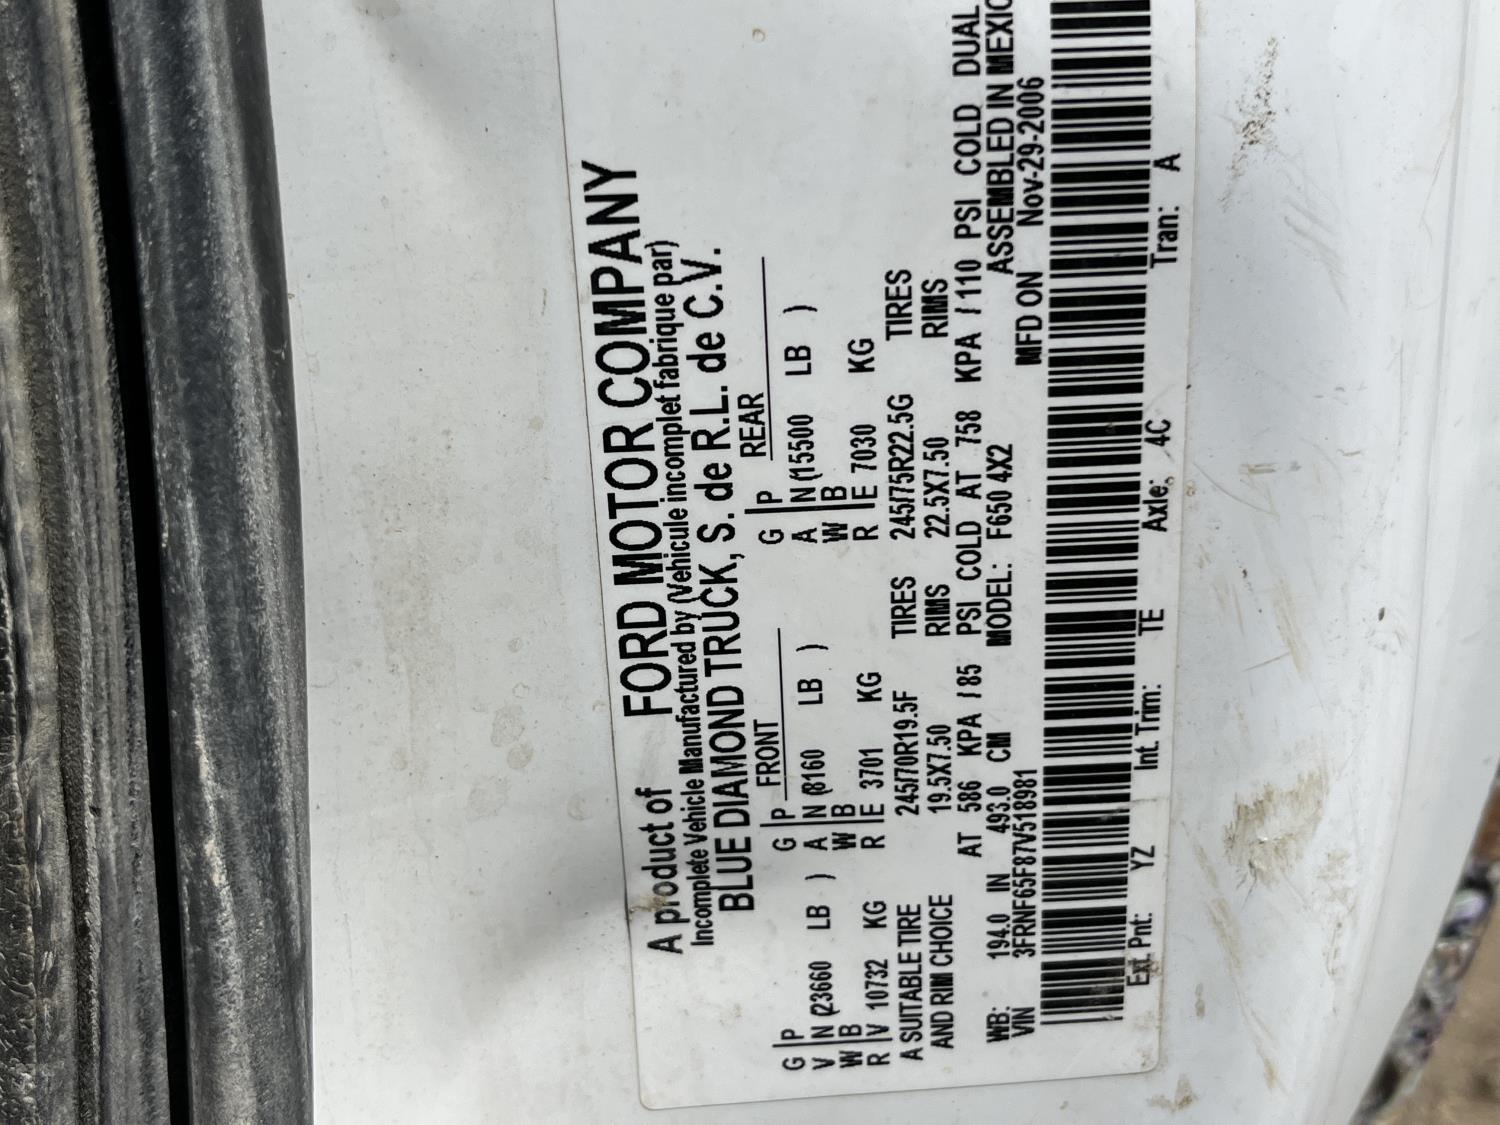 A product of FORD MOTOR COMPANY
Incomplete Vehicle Manufactured by (Vehicule incomplet fabrique par)
BLUE DIAMOND TRUCK, S. de R.L. de C.V.
FRONT REAR
G P G P G P
V N (23660 LB ) A N (8160 LB ) A N (15500 LB )
W B W B W B
R V 10732 KG R E 3701 KG R E 7030 KG
A SUITABLE TIRE 245/70R19.5F TIRES 245/75R22.5G TIRES
AND RIM CHOICE 19.5X7.50 RIMS 22.5X7.50 RIMS
AT 586 KPA / 85 PSI COLD AT 758 KPA / 110 PSI COLD DUAL
WB: 194.0 IN 493.0 CM MODEL: F650 4X2 ASSEMBLED IN
VIN 3FRNF65F87V518981 MFD ON Nov-29-2006
Ext. Pnt: YZ Int. Trim: TE Axle: 4C Tran: A